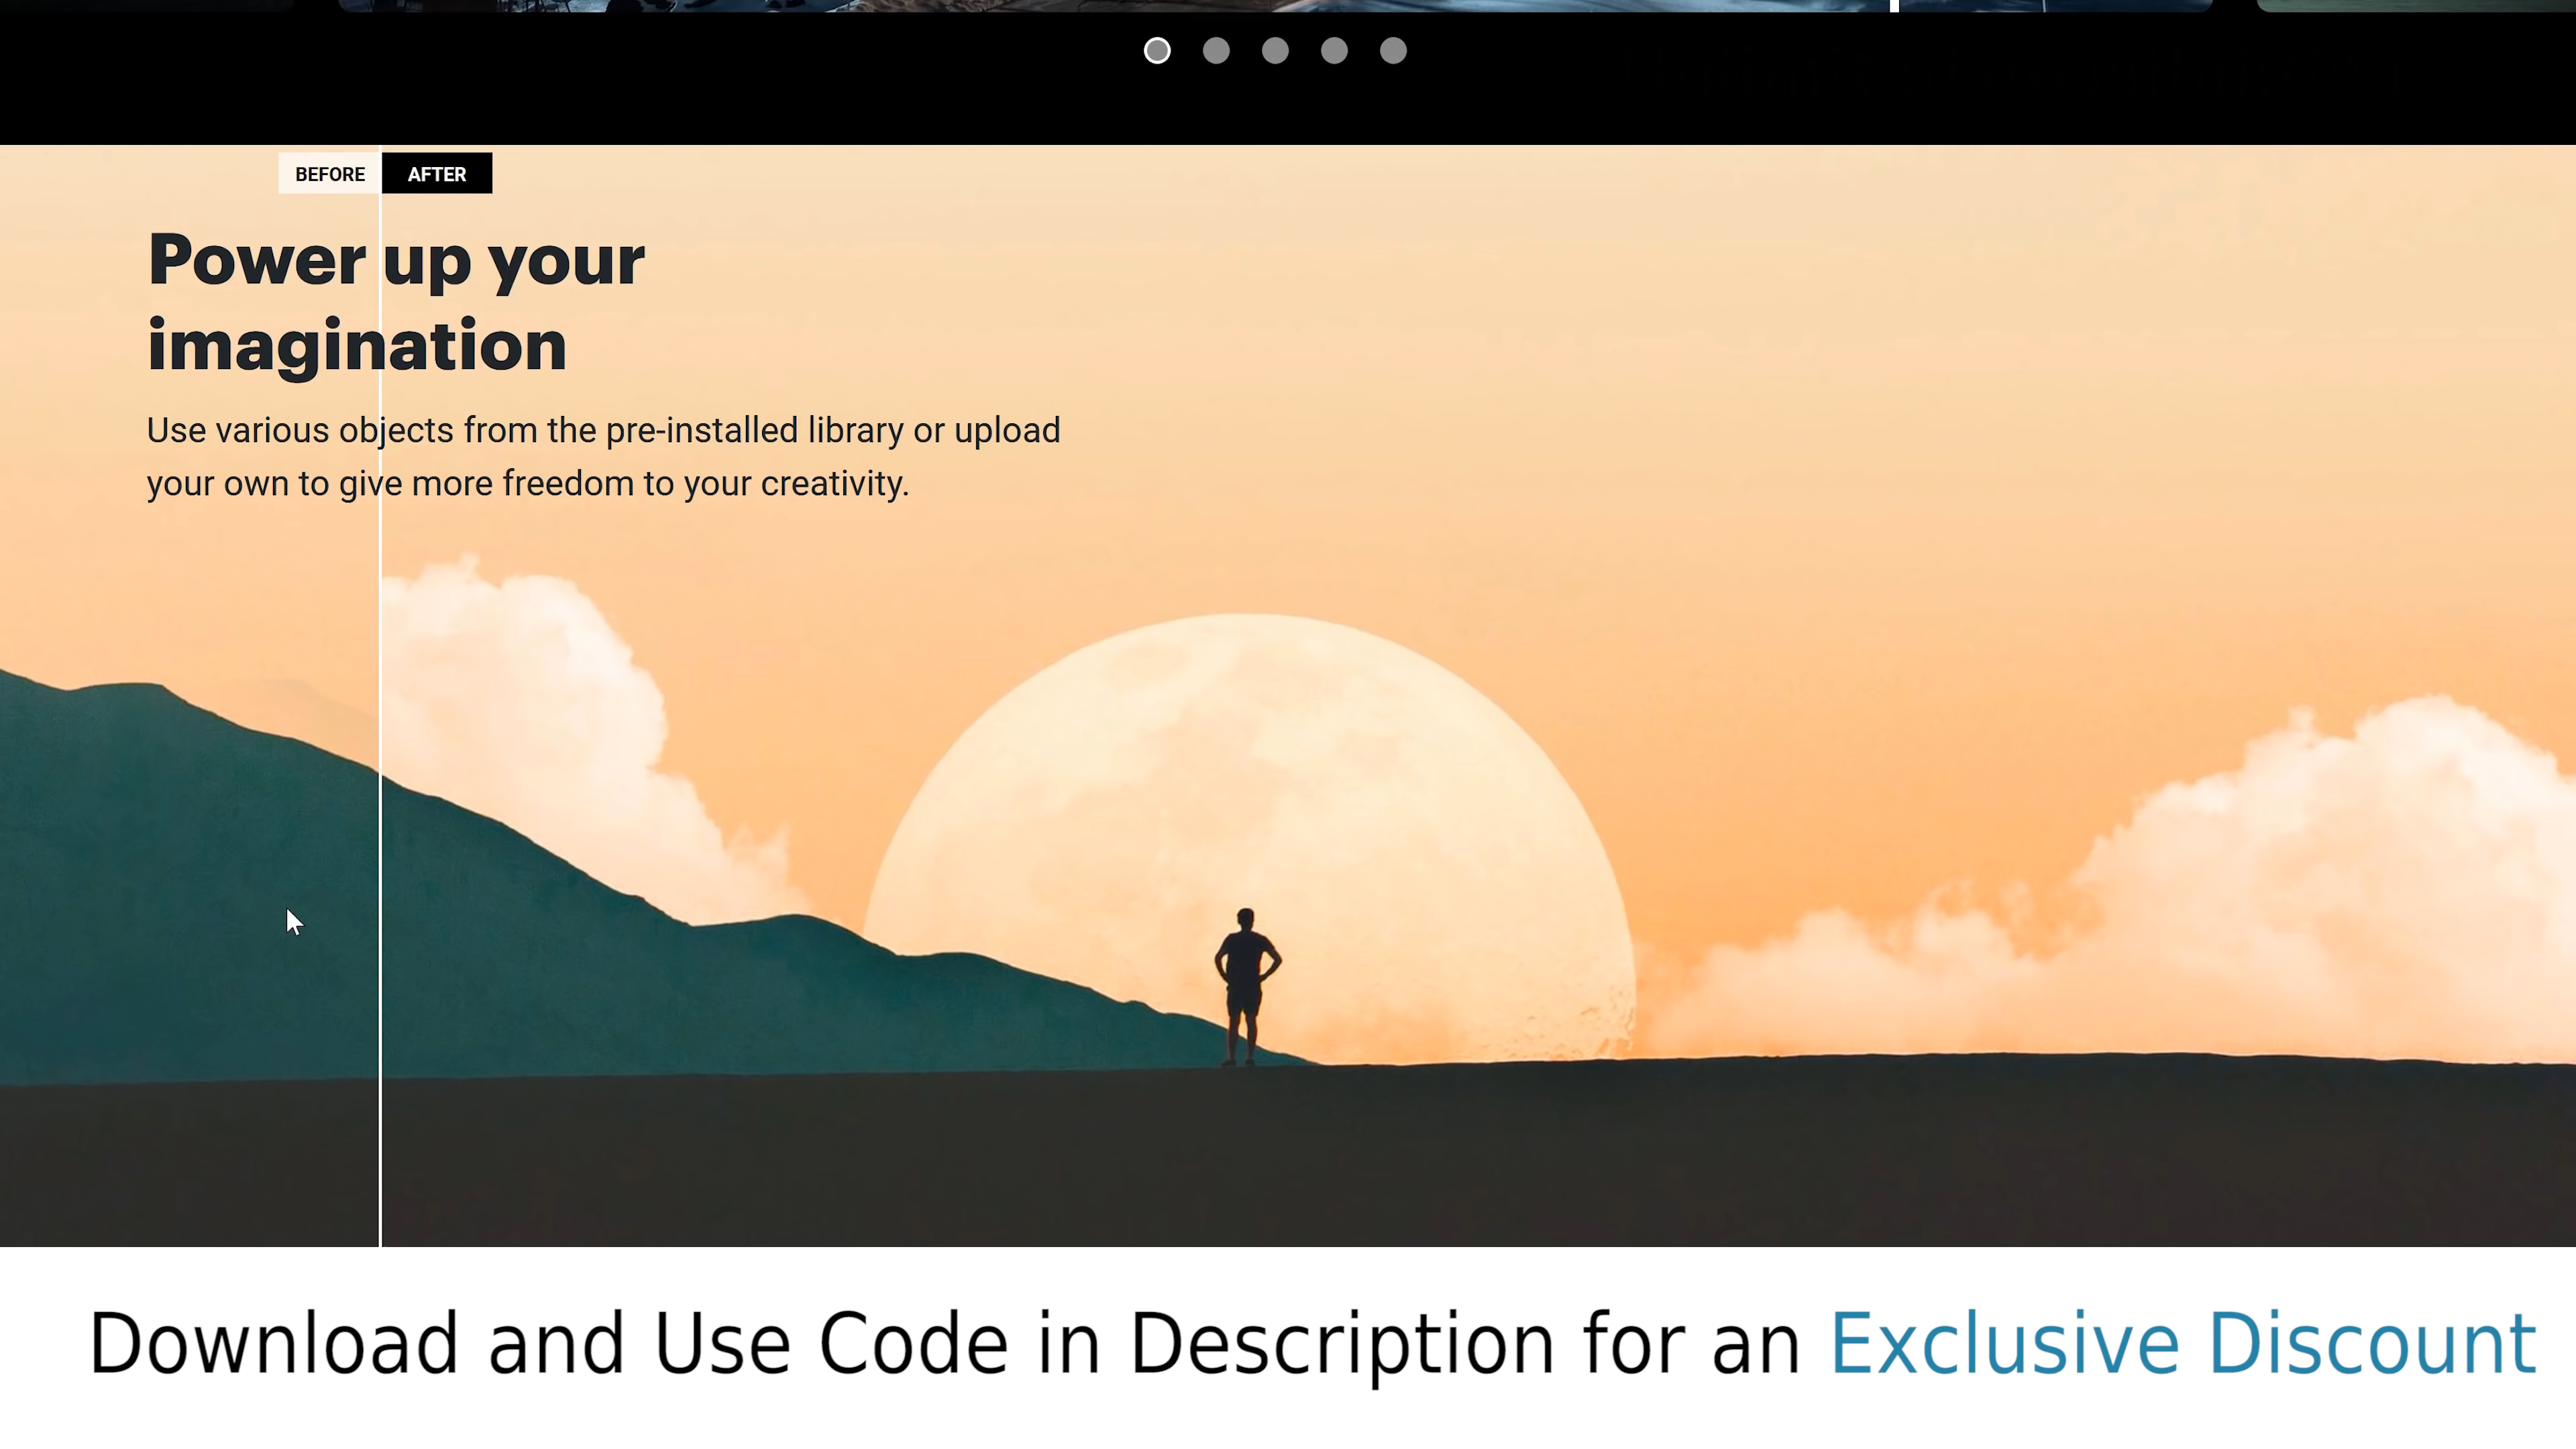 BEFORE AFTER
Power up your
imagination
Use various objects from the pre-installed library or upload
your own to give more freedom to your creativity.
Download and Use Code in Description for an Exclusive Discount